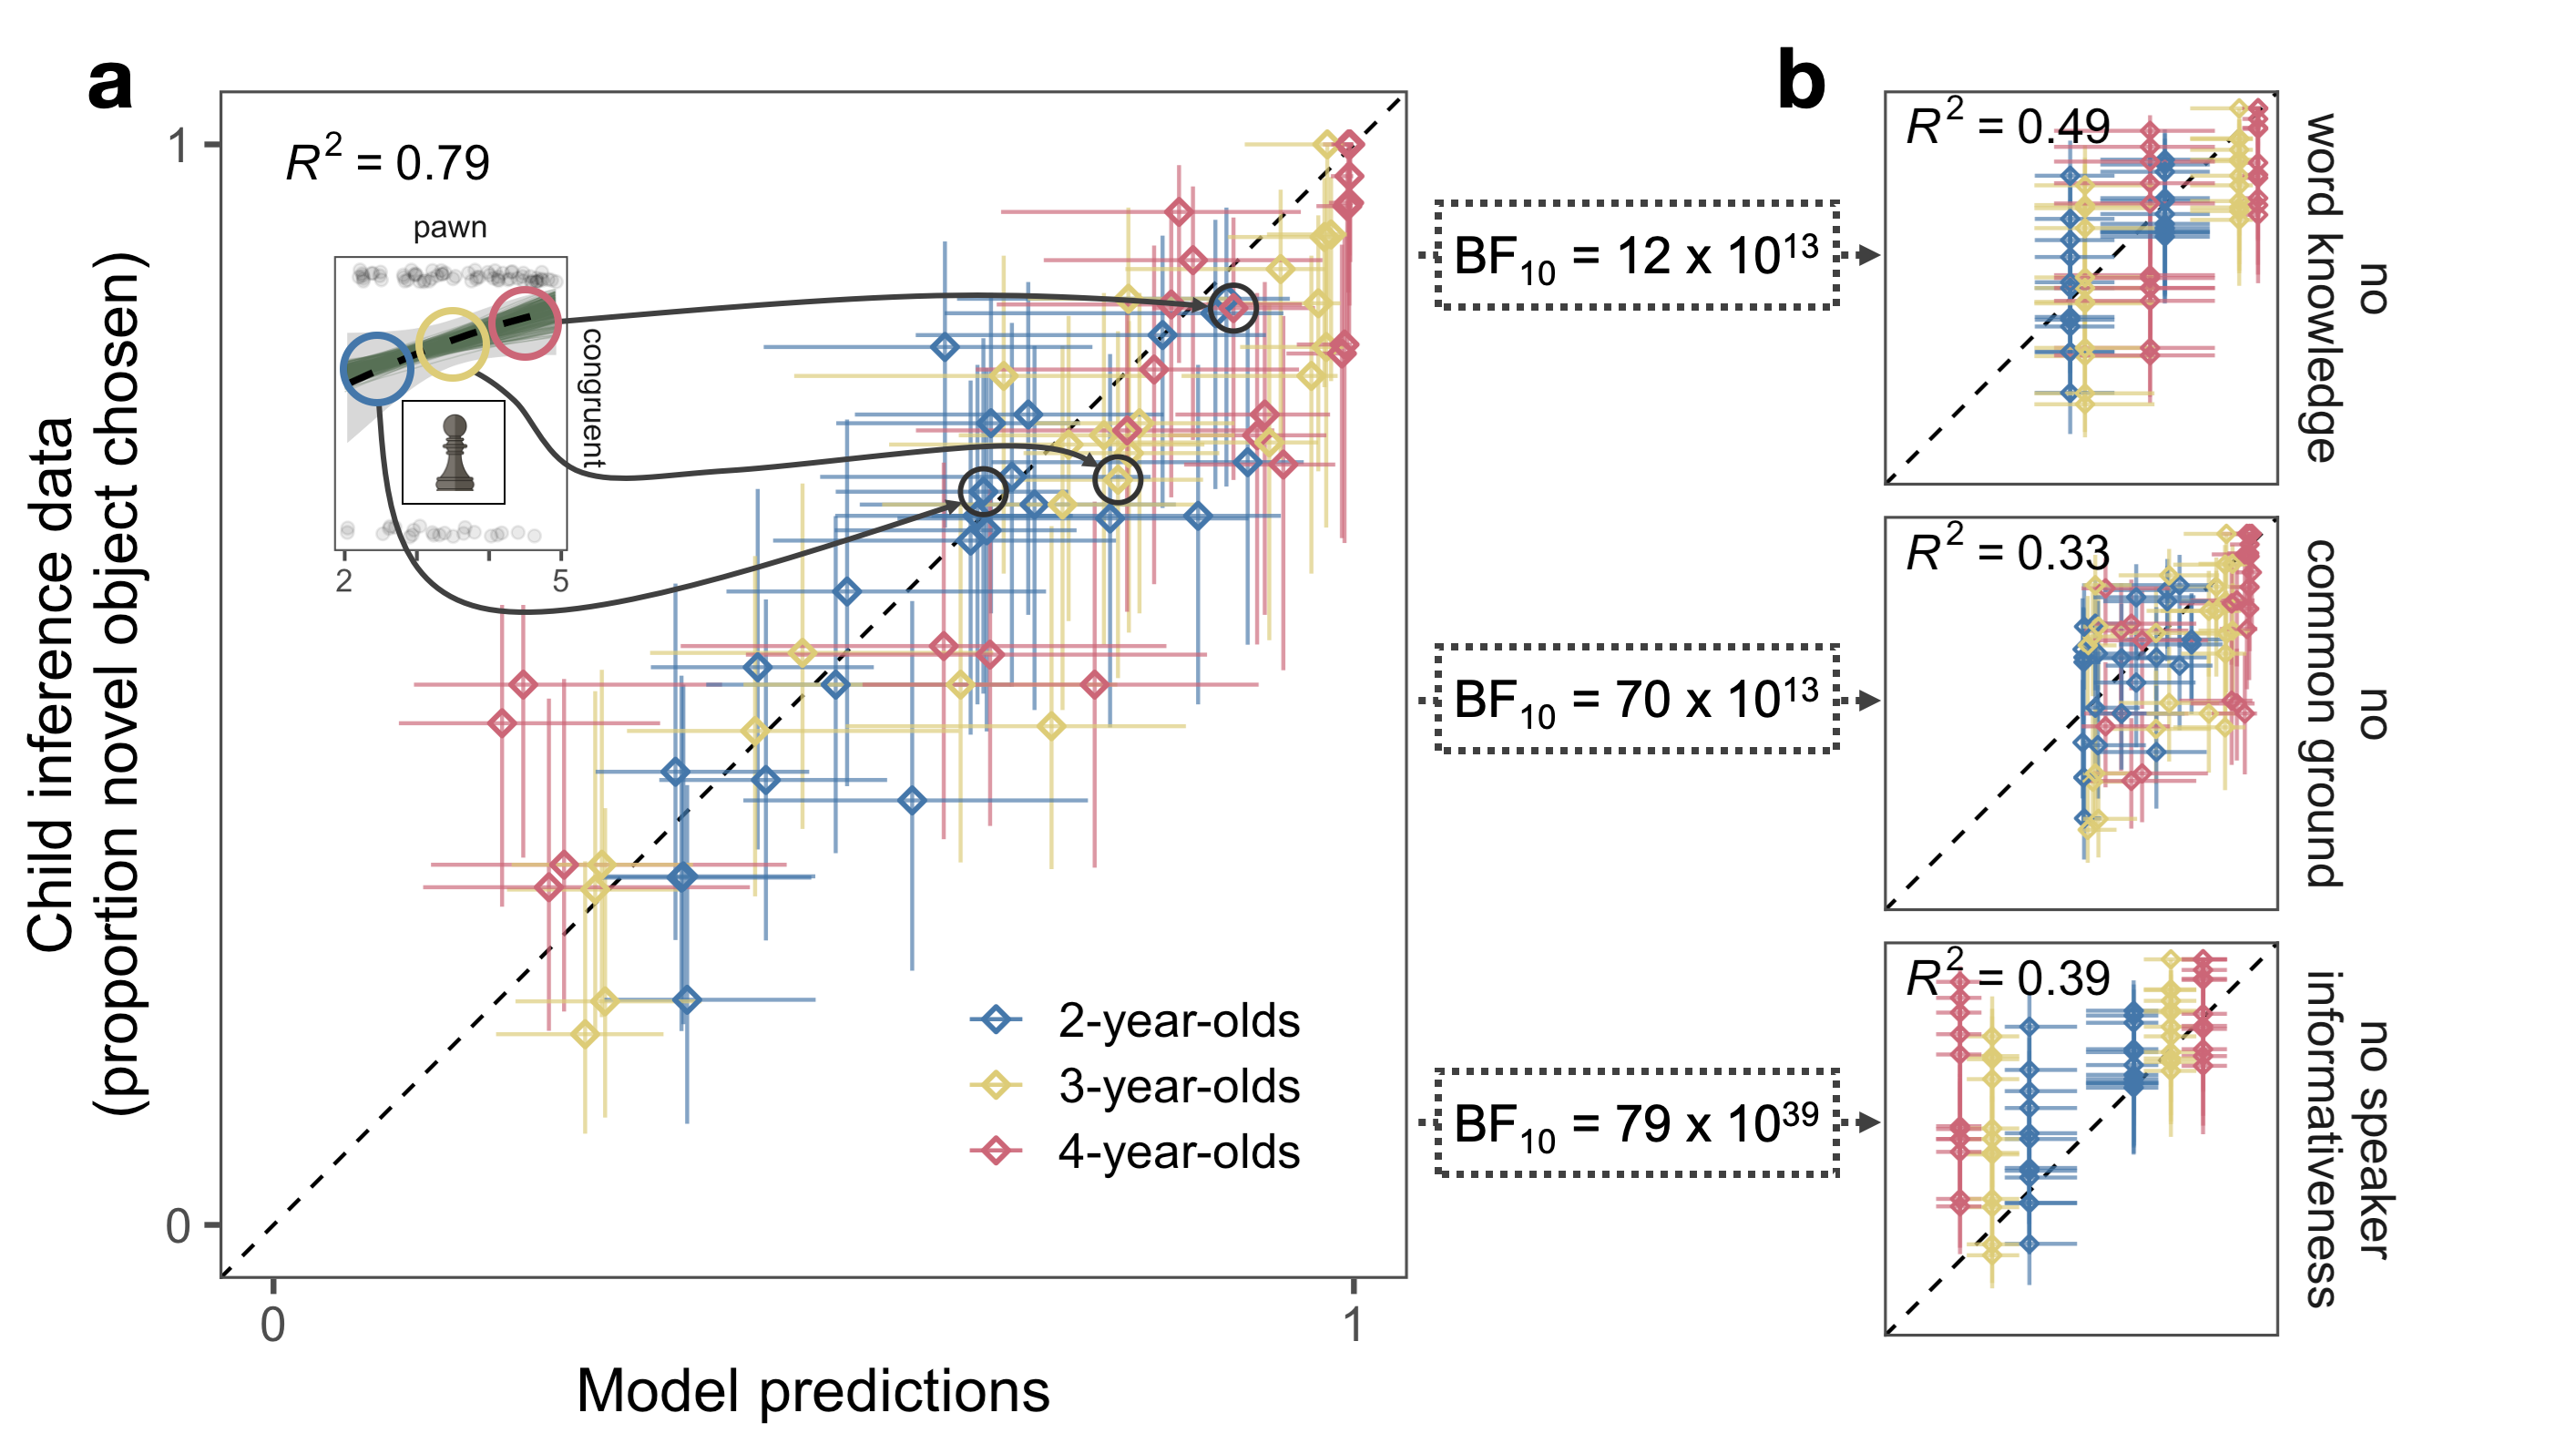 a
b
Child inference data
(proportion novel object chosen)
1
0
R² = 0.79
pawn
congruent
2
5
2-year-olds
3-year-olds
4-year-olds
0
1
Model predictions
BF₁₀ = 12 x 10¹³
BF₁₀ = 70 x 10¹³
BF₁₀ = 79 x 10³⁹
R² = 0.49
no
word knowledge
R² = 0.33
no
common ground
R² = 0.39
no speaker
informativeness